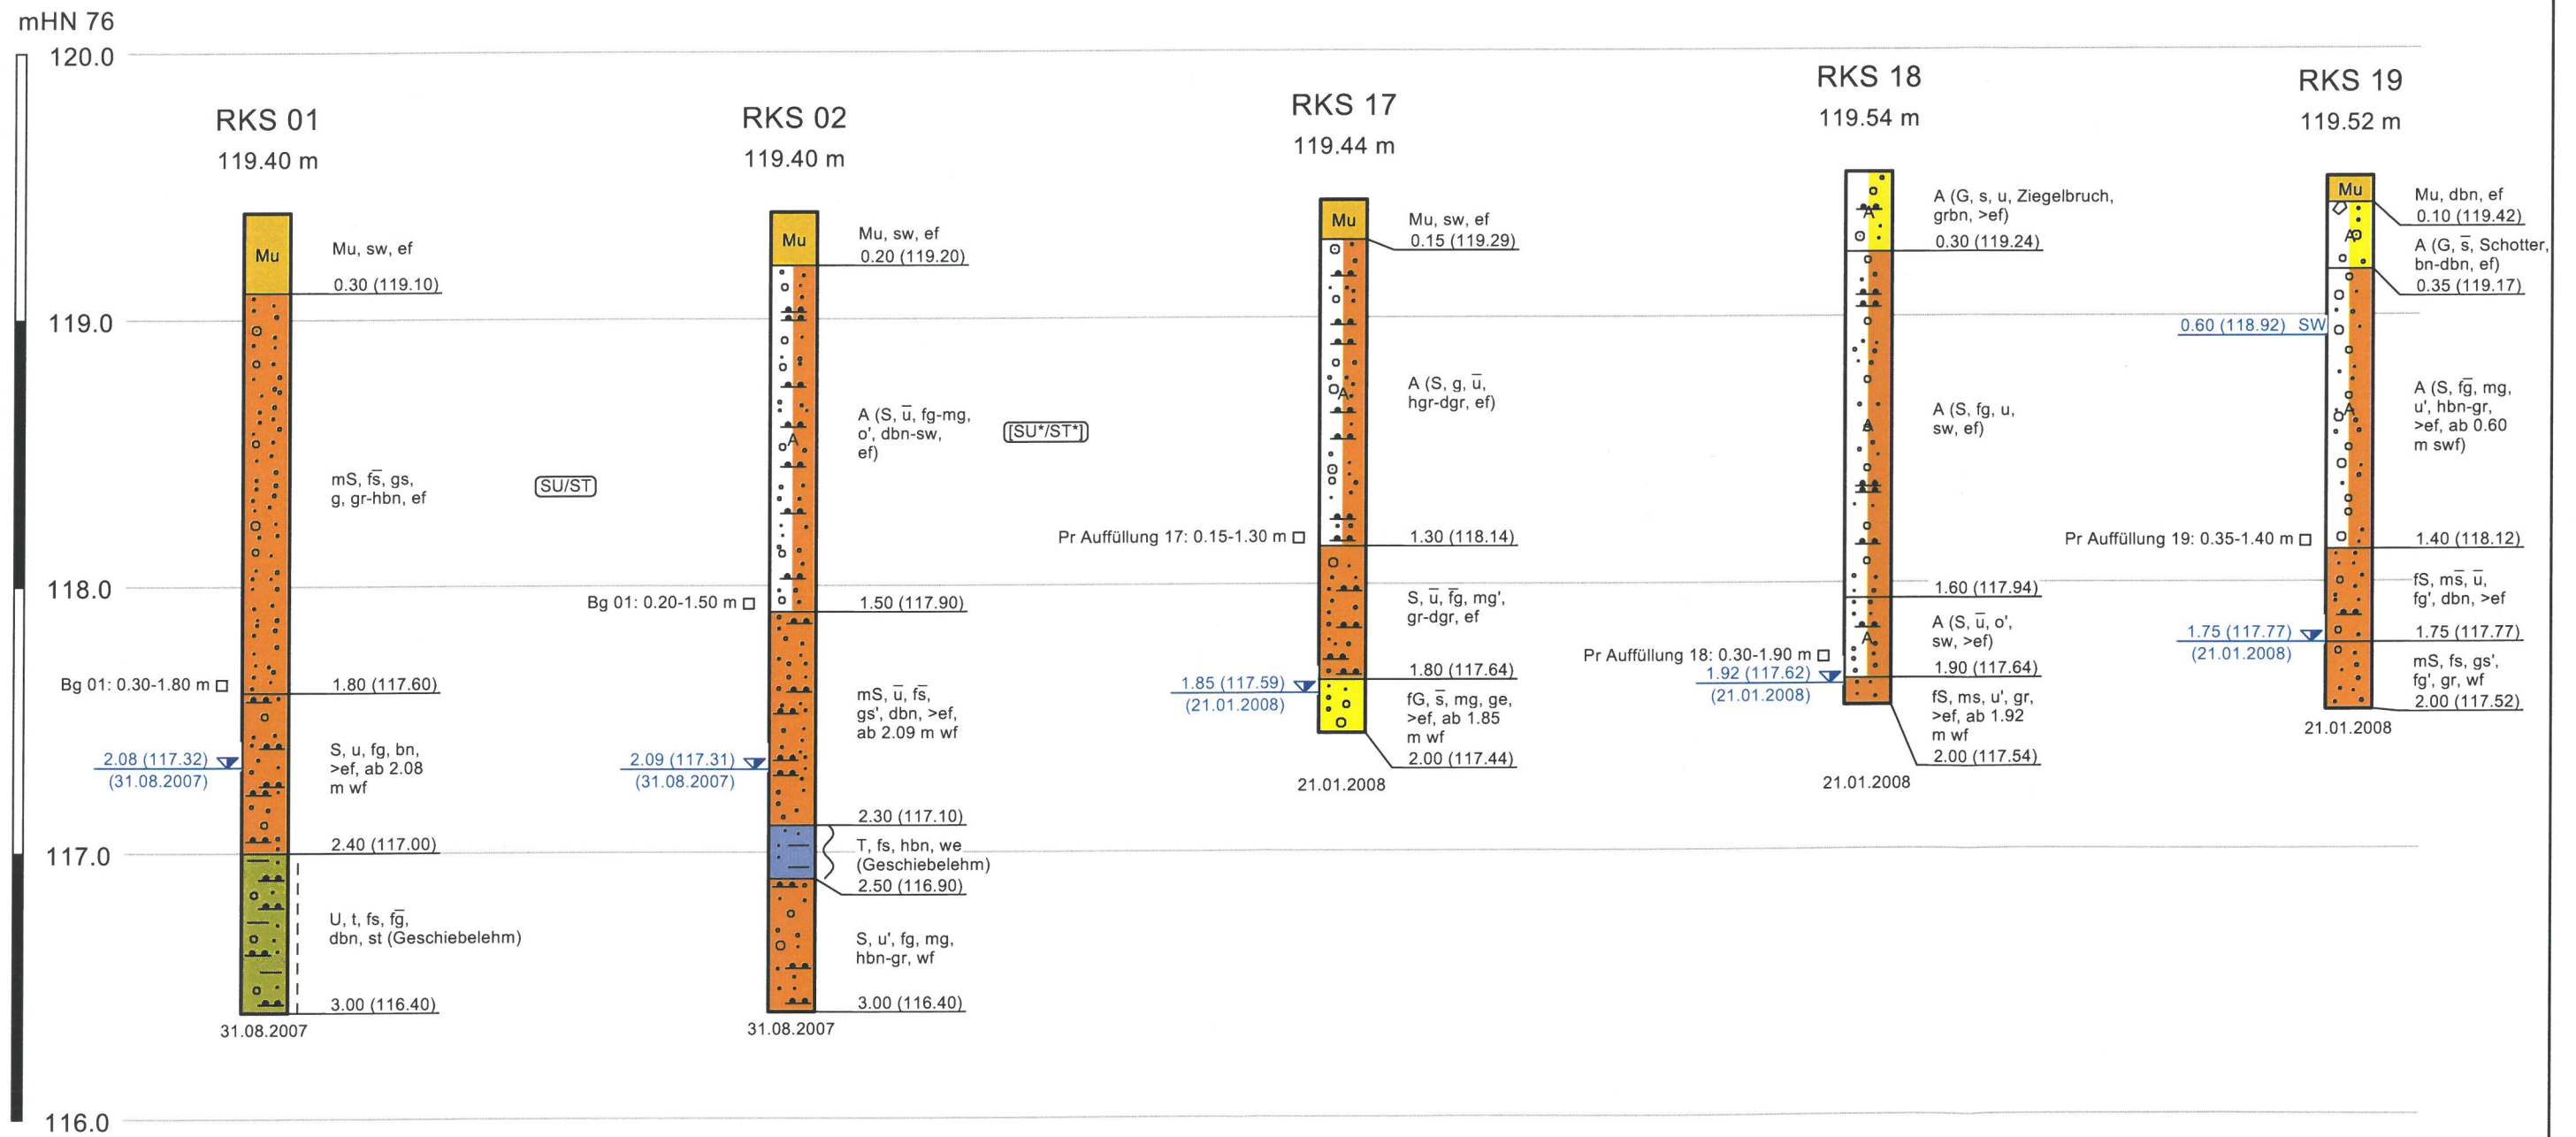 mHN 76
120.0
119.0
118.0
117.0
116.0
RKS 01
119.40 m
Mu
Mu, sw, ef
0.30 (119.10)
mS, fs̅, gs,
g, gr-hbn, ef
SU/ST
Bg 01: 0.30-1.80 m
1.80 (117.60)
S, u, fg, bn,
>ef, ab 2.08
m wf
2.08 (117.32)
(31.08.2007)
2.40 (117.00)
U, t, fs, fg̅,
dbn, st (Geschiebelehm)
3.00 (116.40)
31.08.2007
RKS 02
119.40 m
Mu
Mu, sw, ef
0.20 (119.20)
A
A (S, u̅, fg-mg,
o', dbn-sw,
ef)
[SU*/ST*]
Bg 01: 0.20-1.50 m
1.50 (117.90)
mS, u̅, fs̅,
gs', dbn, >ef,
ab 2.09 m wf
2.09 (117.31)
(31.08.2007)
2.30 (117.10)
T, fs, hbn, we
(Geschiebelehm)
2.50 (116.90)
S, u', fg, mg,
hbn-gr, wf
3.00 (116.40)
31.08.2007
RKS 17
119.44 m
Mu
Mu, sw, ef
0.15 (119.29)
A
A (S, g, u̅,
hgr-dgr, ef)
Pr Auffüllung 17: 0.15-1.30 m
1.30 (118.14)
S, u̅, fg̅, mg',
gr-dgr, ef
1.80 (117.64)
1.85 (117.59)
(21.01.2008)
fG, s̅, mg, ge,
>ef, ab 1.85
m wf
2.00 (117.44)
21.01.2008
RKS 18
119.54 m
A
A (G, s, u, Ziegelbruch,
grbn, >ef)
0.30 (119.24)
A
A (S, fg, u,
sw, ef)
1.60 (117.94)
A
A (S, u̅, o',
sw, >ef)
Pr Auffüllung 18: 0.30-1.90 m
1.90 (117.64)
1.92 (117.62)
(21.01.2008)
fS, ms, u', gr,
>ef, ab 1.92
m wf
2.00 (117.54)
21.01.2008
RKS 19
119.52 m
Mu
Mu, dbn, ef
0.10 (119.42)
A
A (G, s̅, Schotter,
bn-dbn, ef)
0.35 (119.17)
0.60 (118.92) SW
A
A (S, fg̅, mg,
u', hbn-gr,
>ef, ab 0.60
m swf)
Pr Auffüllung 19: 0.35-1.40 m
1.40 (118.12)
fS, ms̅, u̅,
fg', dbn, >ef
1.75 (117.77)
(21.01.2008)
1.75 (117.77)
mS, fs, gs',
fg', gr, wf
2.00 (117.52)
21.01.2008